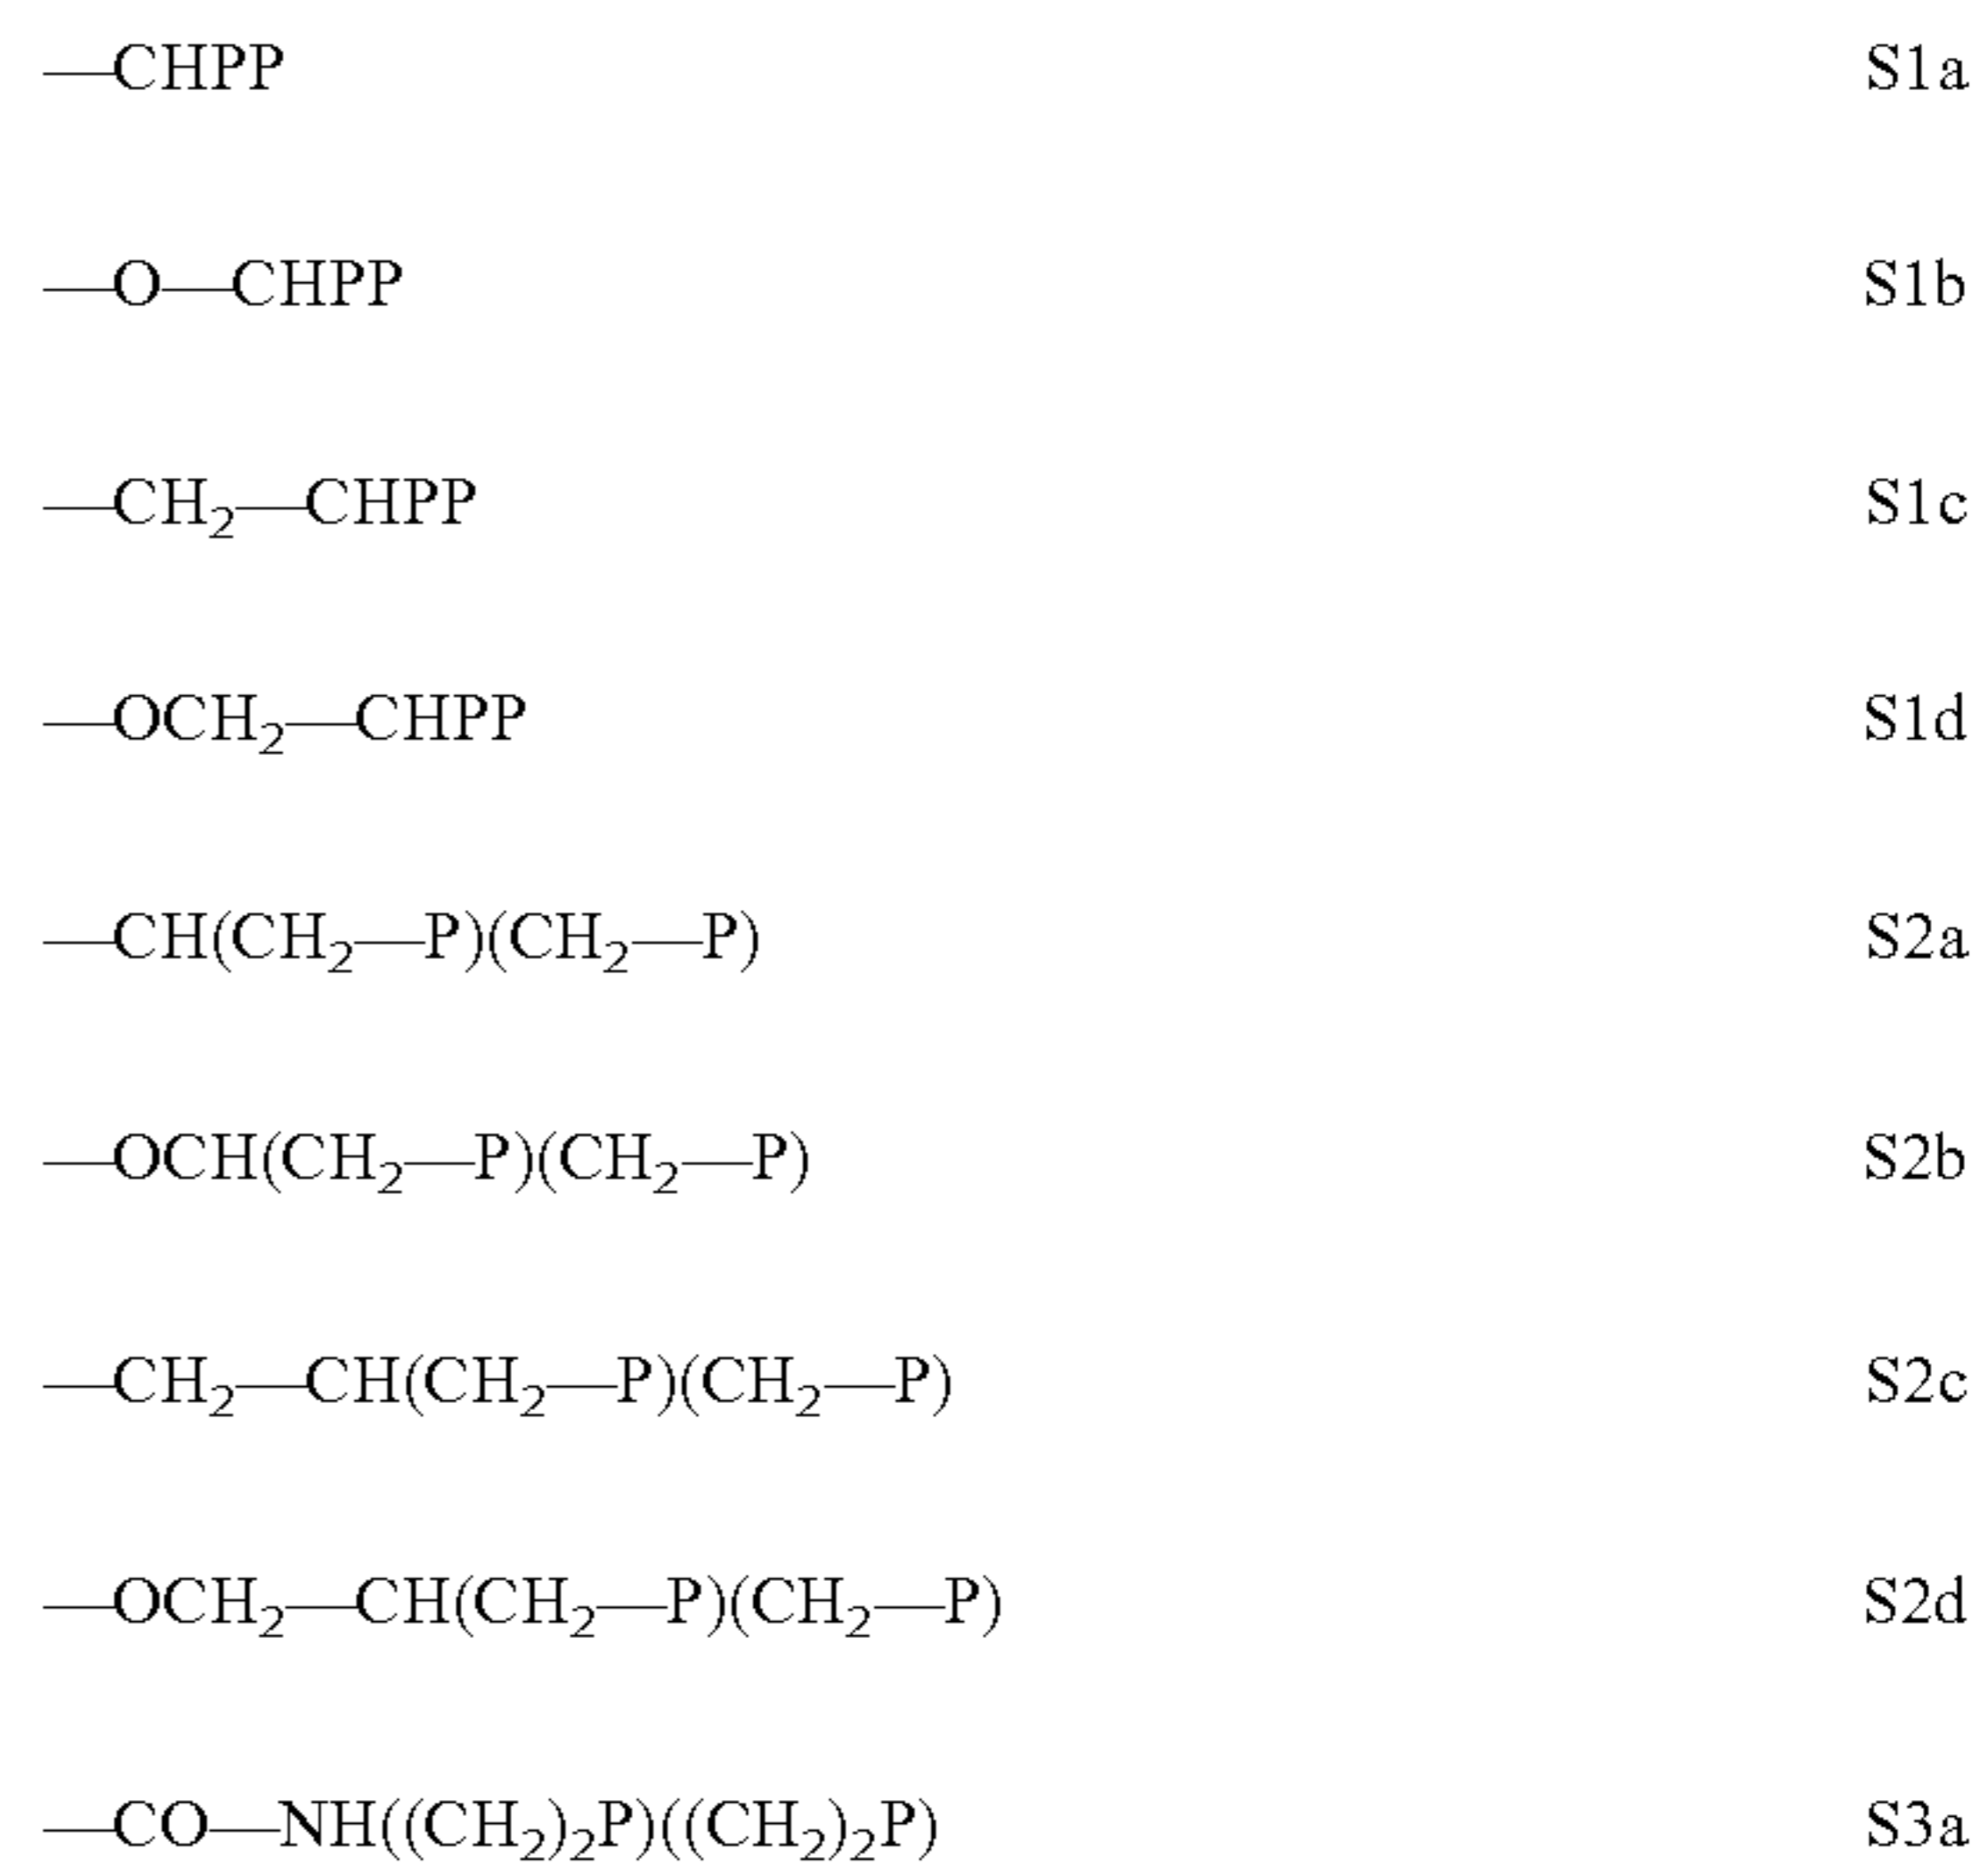 —CHPP S1a
—O—CHPP S1b
—CH₂—CHPP S1c
—OCH₂—CHPP S1d
—CH(CH₂—P)(CH₂—P) S2a
—OCH(CH₂—P)(CH₂—P) S2b
—CH₂—CH(CH₂—P)(CH₂—P) S2c
—OCH₂—CH(CH₂—P)(CH₂—P) S2d
—CO—NH((CH₂)₂P)((CH₂)₂P) S3a